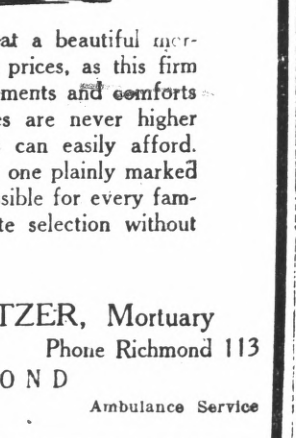 at a beautiful mer-
prices, as this firm
ments and comforts
es are never higher
can easily afford.
one plainly marked
sible for every fam-
te selection without
TZER, Mortuary
Phone Richmond 113
OND
Ambulance Service